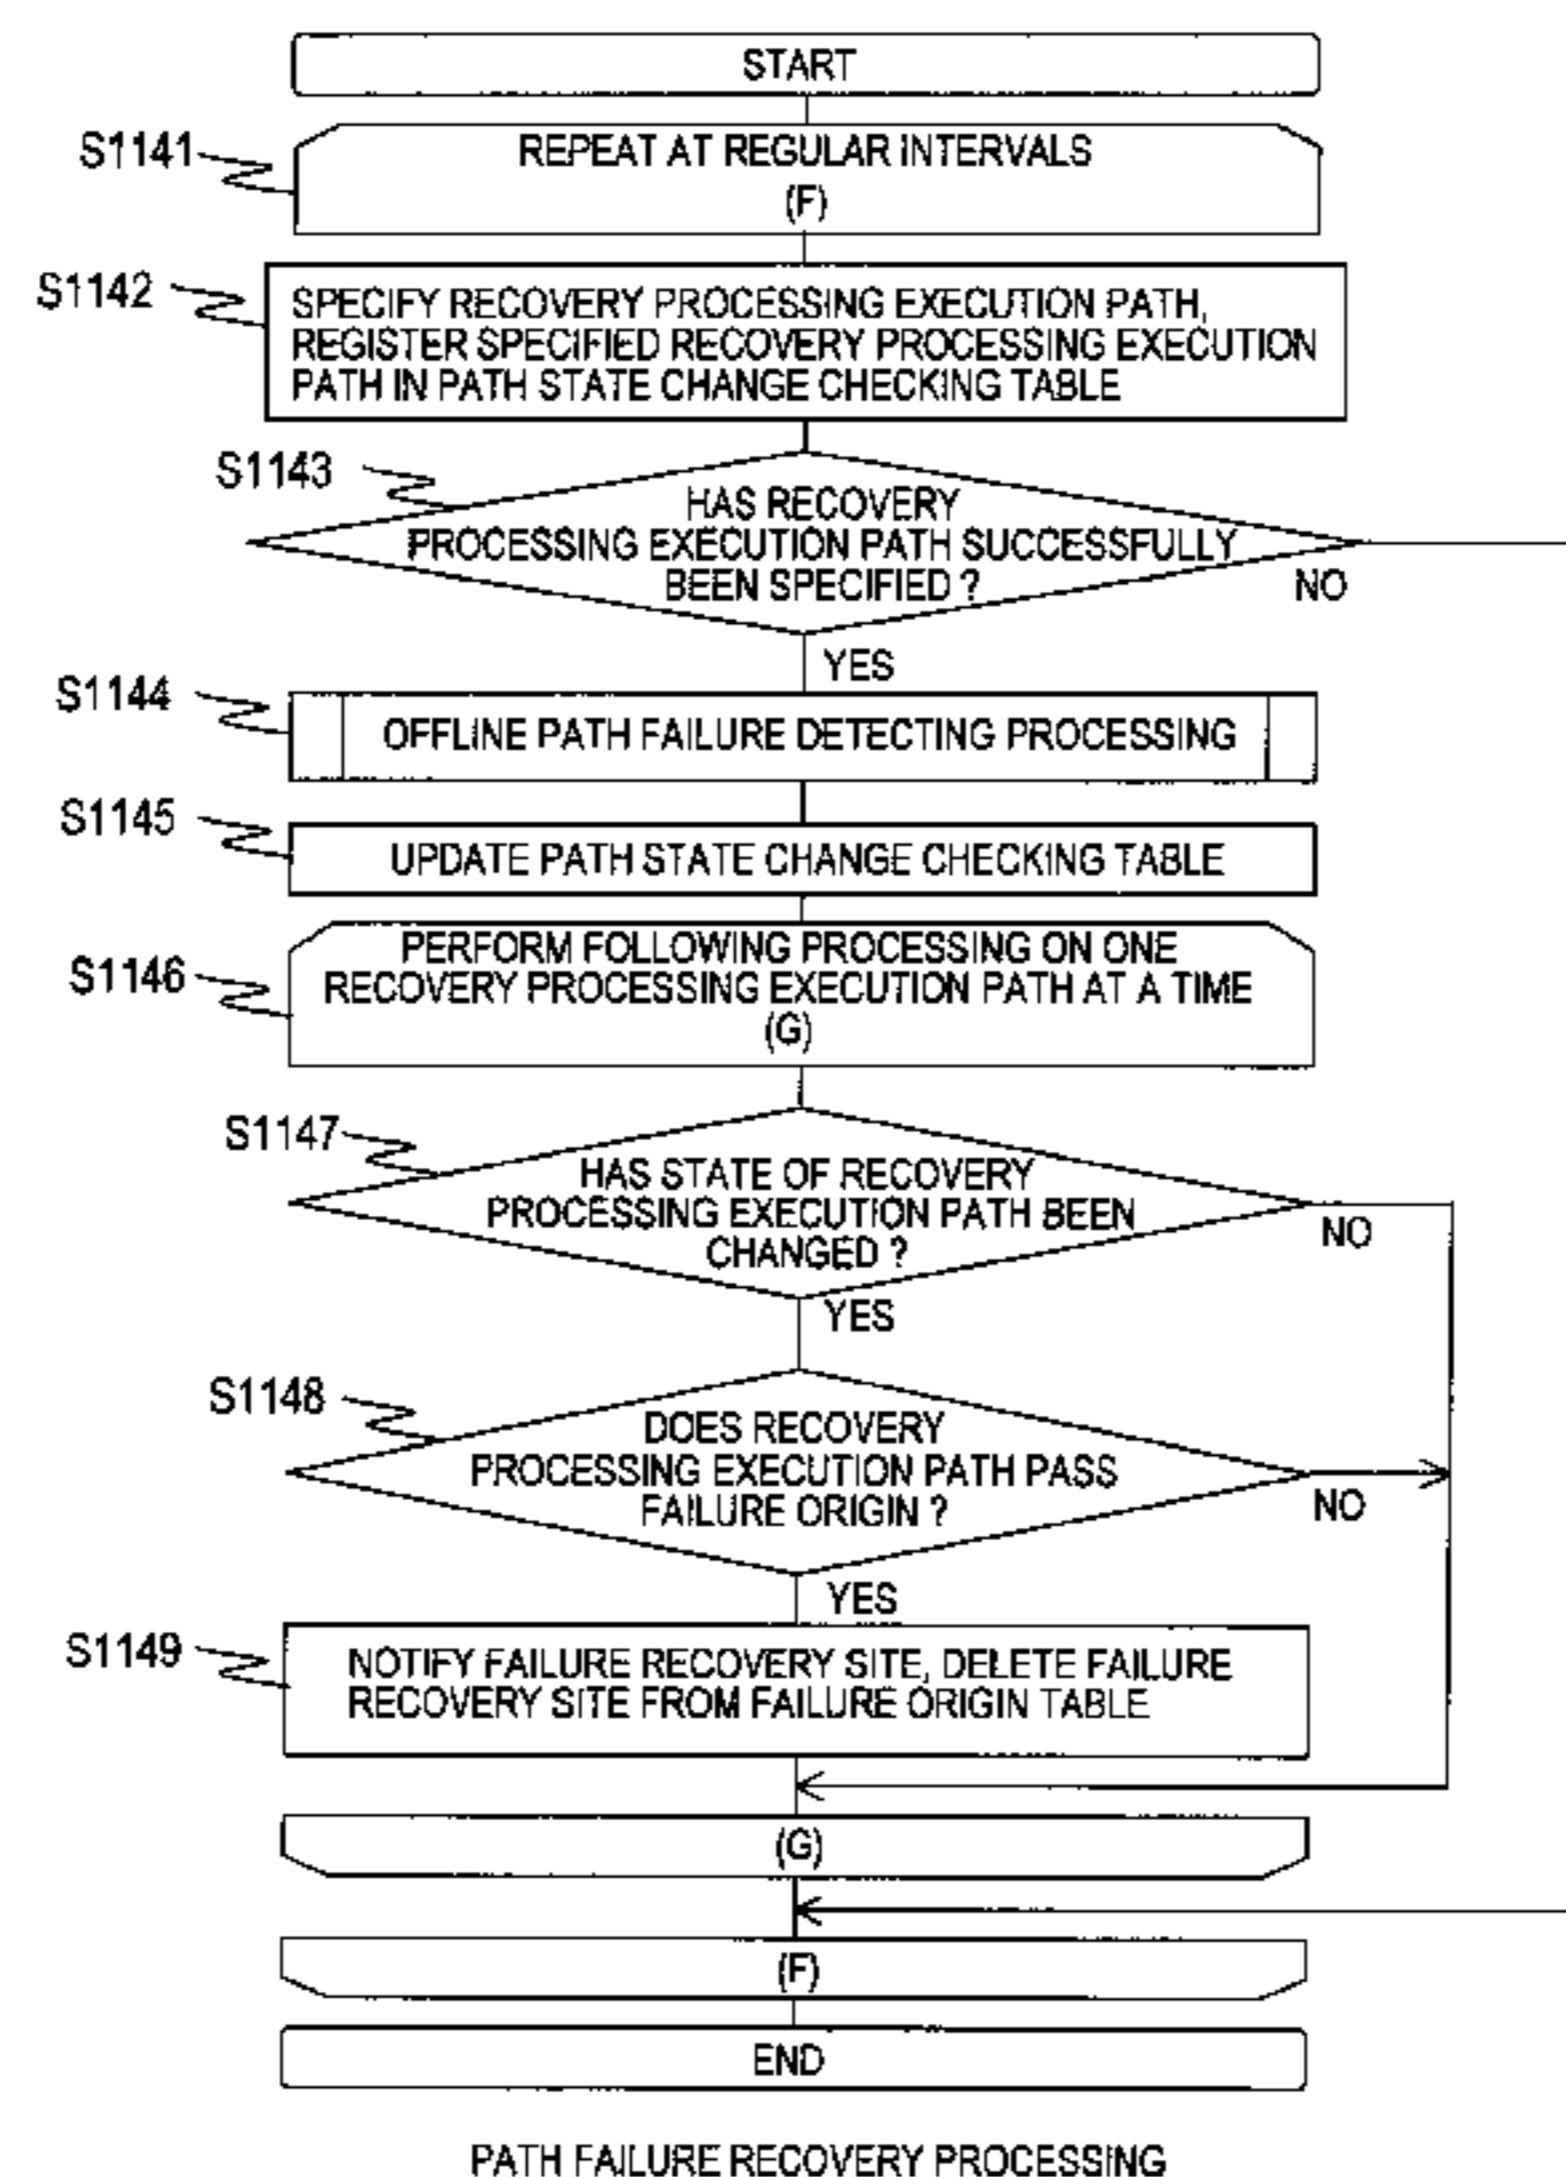 START
S1141
REPEAT AT REGULAR INTERVALS
(F)
S1142
SPECIFY RECOVERY PROCESSING EXECUTION PATH,
REGISTER SPECIFIED RECOVERY PROCESSING EXECUTION
PATH IN PATH STATE CHANGE CHECKING TABLE
S1143
HAS RECOVERY
PROCESSING EXECUTION PATH SUCCESSFULLY
BEEN SPECIFIED ?
NO
YES
S1144
OFFLINE PATH FAILURE DETECTING PROCESSING
S1145
UPDATE PATH STATE CHANGE CHECKING TABLE
S1146
PERFORM FOLLOWING PROCESSING ON ONE
RECOVERY PROCESSING EXECUTION PATH AT A TIME
(G)
S1147
HAS STATE OF RECOVERY
PROCESSING EXECUTION PATH BEEN
CHANGED ?
NO
YES
S1148
DOES RECOVERY
PROCESSING EXECUTION PATH PASS
FAILURE ORIGIN ?
NO
YES
S1149
NOTIFY FAILURE RECOVERY SITE, DELETE FAILURE
RECOVERY SITE FROM FAILURE ORIGIN TABLE
(G)
(F)
END
PATH FAILURE RECOVERY PROCESSING